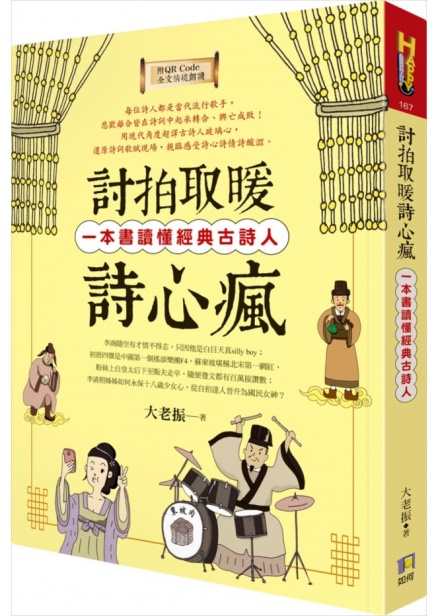 附QR Code
全文情境朗讀
每位詩人都是當代流行歌手，
悲歡離合皆在詩詞中起承轉合、興亡成敗！
用現代角度超譯古詩人玻璃心，
還原詩詞歌賦現場，親臨感受詩心詩情詩酸澀。
討拍取暖
一本書讀懂經典古詩人
詩心瘋
李商隱空有才情不得志，只因他是白目天真silly boy；
初唐四傑是中國第一個搖滾樂團F4，蘇東坡堪稱北宋第一網紅，
粉絲上自皇太后下至販夫走卒，隨便發文都有百萬按讚數；
李清照姊姊如何永保十八歲少女心，從自拍達人晉升為國民女神？
大老振──著
東坡肉
HAPPY
167
討拍取暖詩心瘋
一本書讀懂經典古詩人
大老振•著
如何